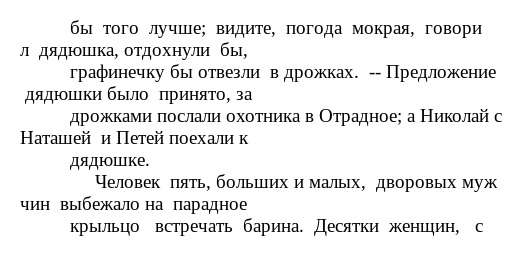 бы того лучше; видите, погода мокрая, говори
л дядюшка, отдохнули бы,
графинечку бы отвезли в дрожках. -- Предложение
дядюшки было принято, за
дрожками послали охотника в Отрадное; а Николай с
Наташей и Петей поехали к
дядюшке.
Человек пять, больших и малых, дворовых муж
чин выбежало на парадное
крыльцо встречать барина. Десятки женщин, с